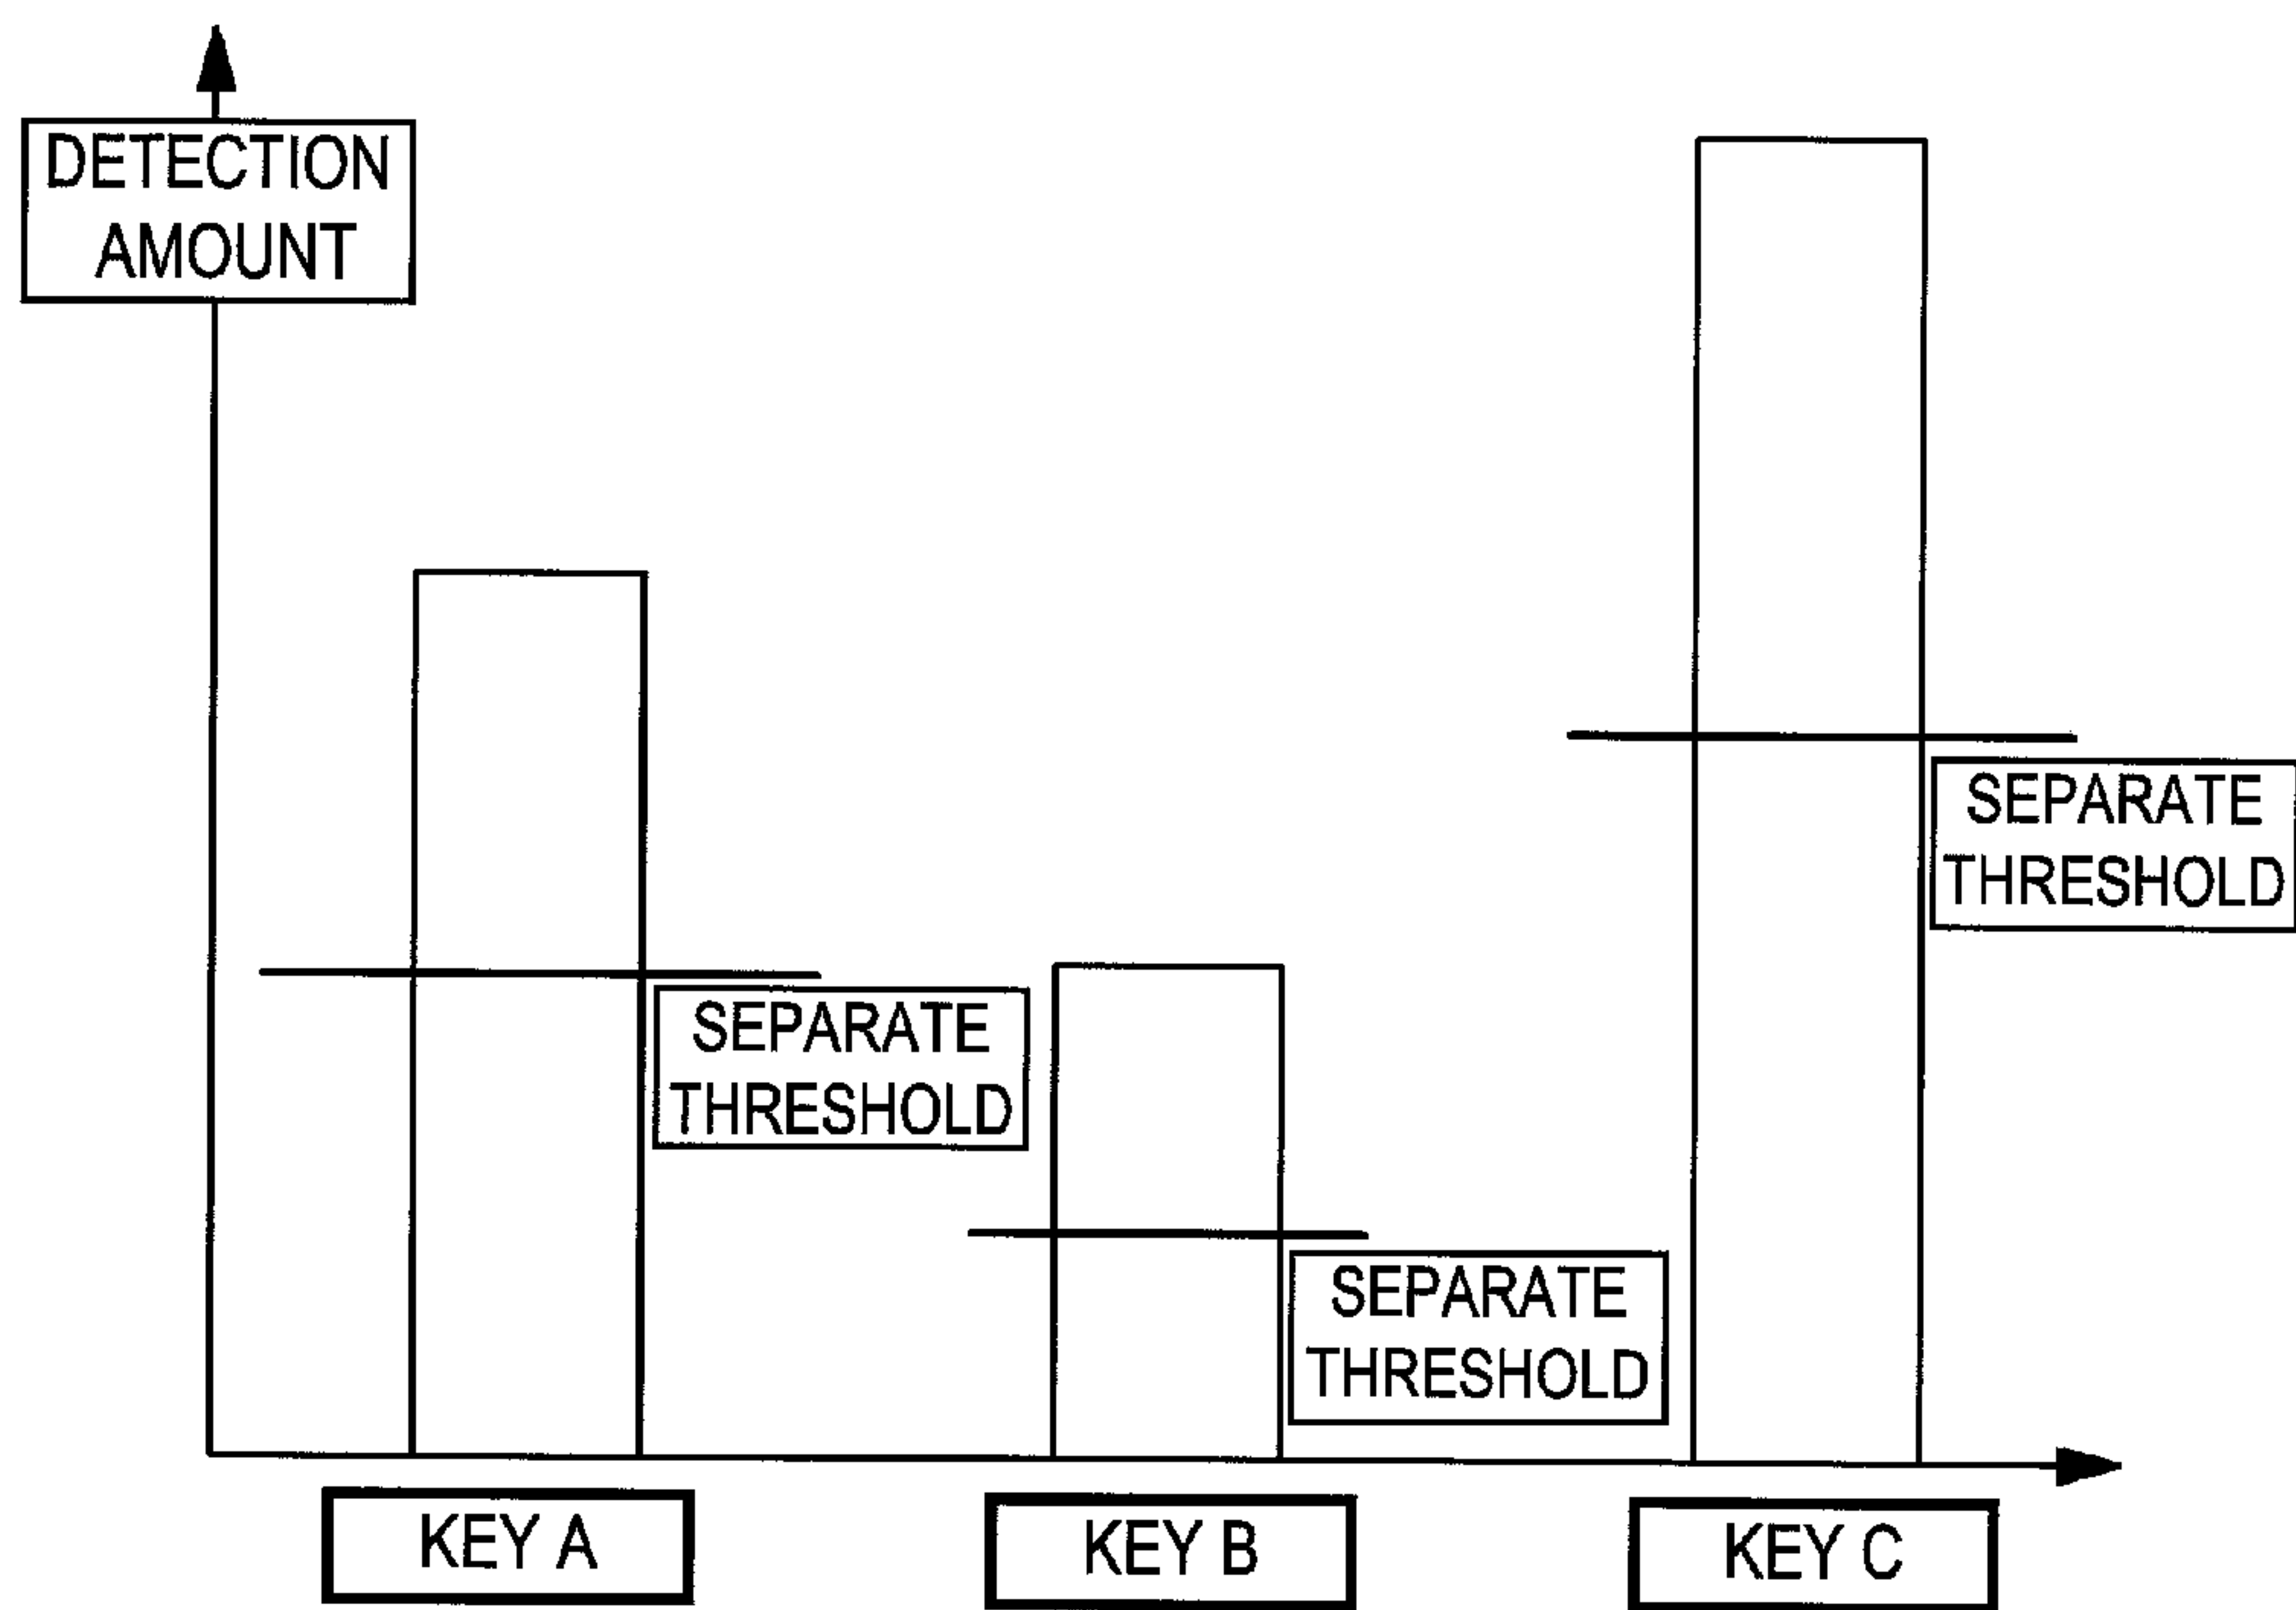 DETECTION
AMOUNT
SEPARATE
THRESHOLD
SEPARATE
THRESHOLD
SEPARATE
THRESHOLD
KEY A
KEY B
KEY C